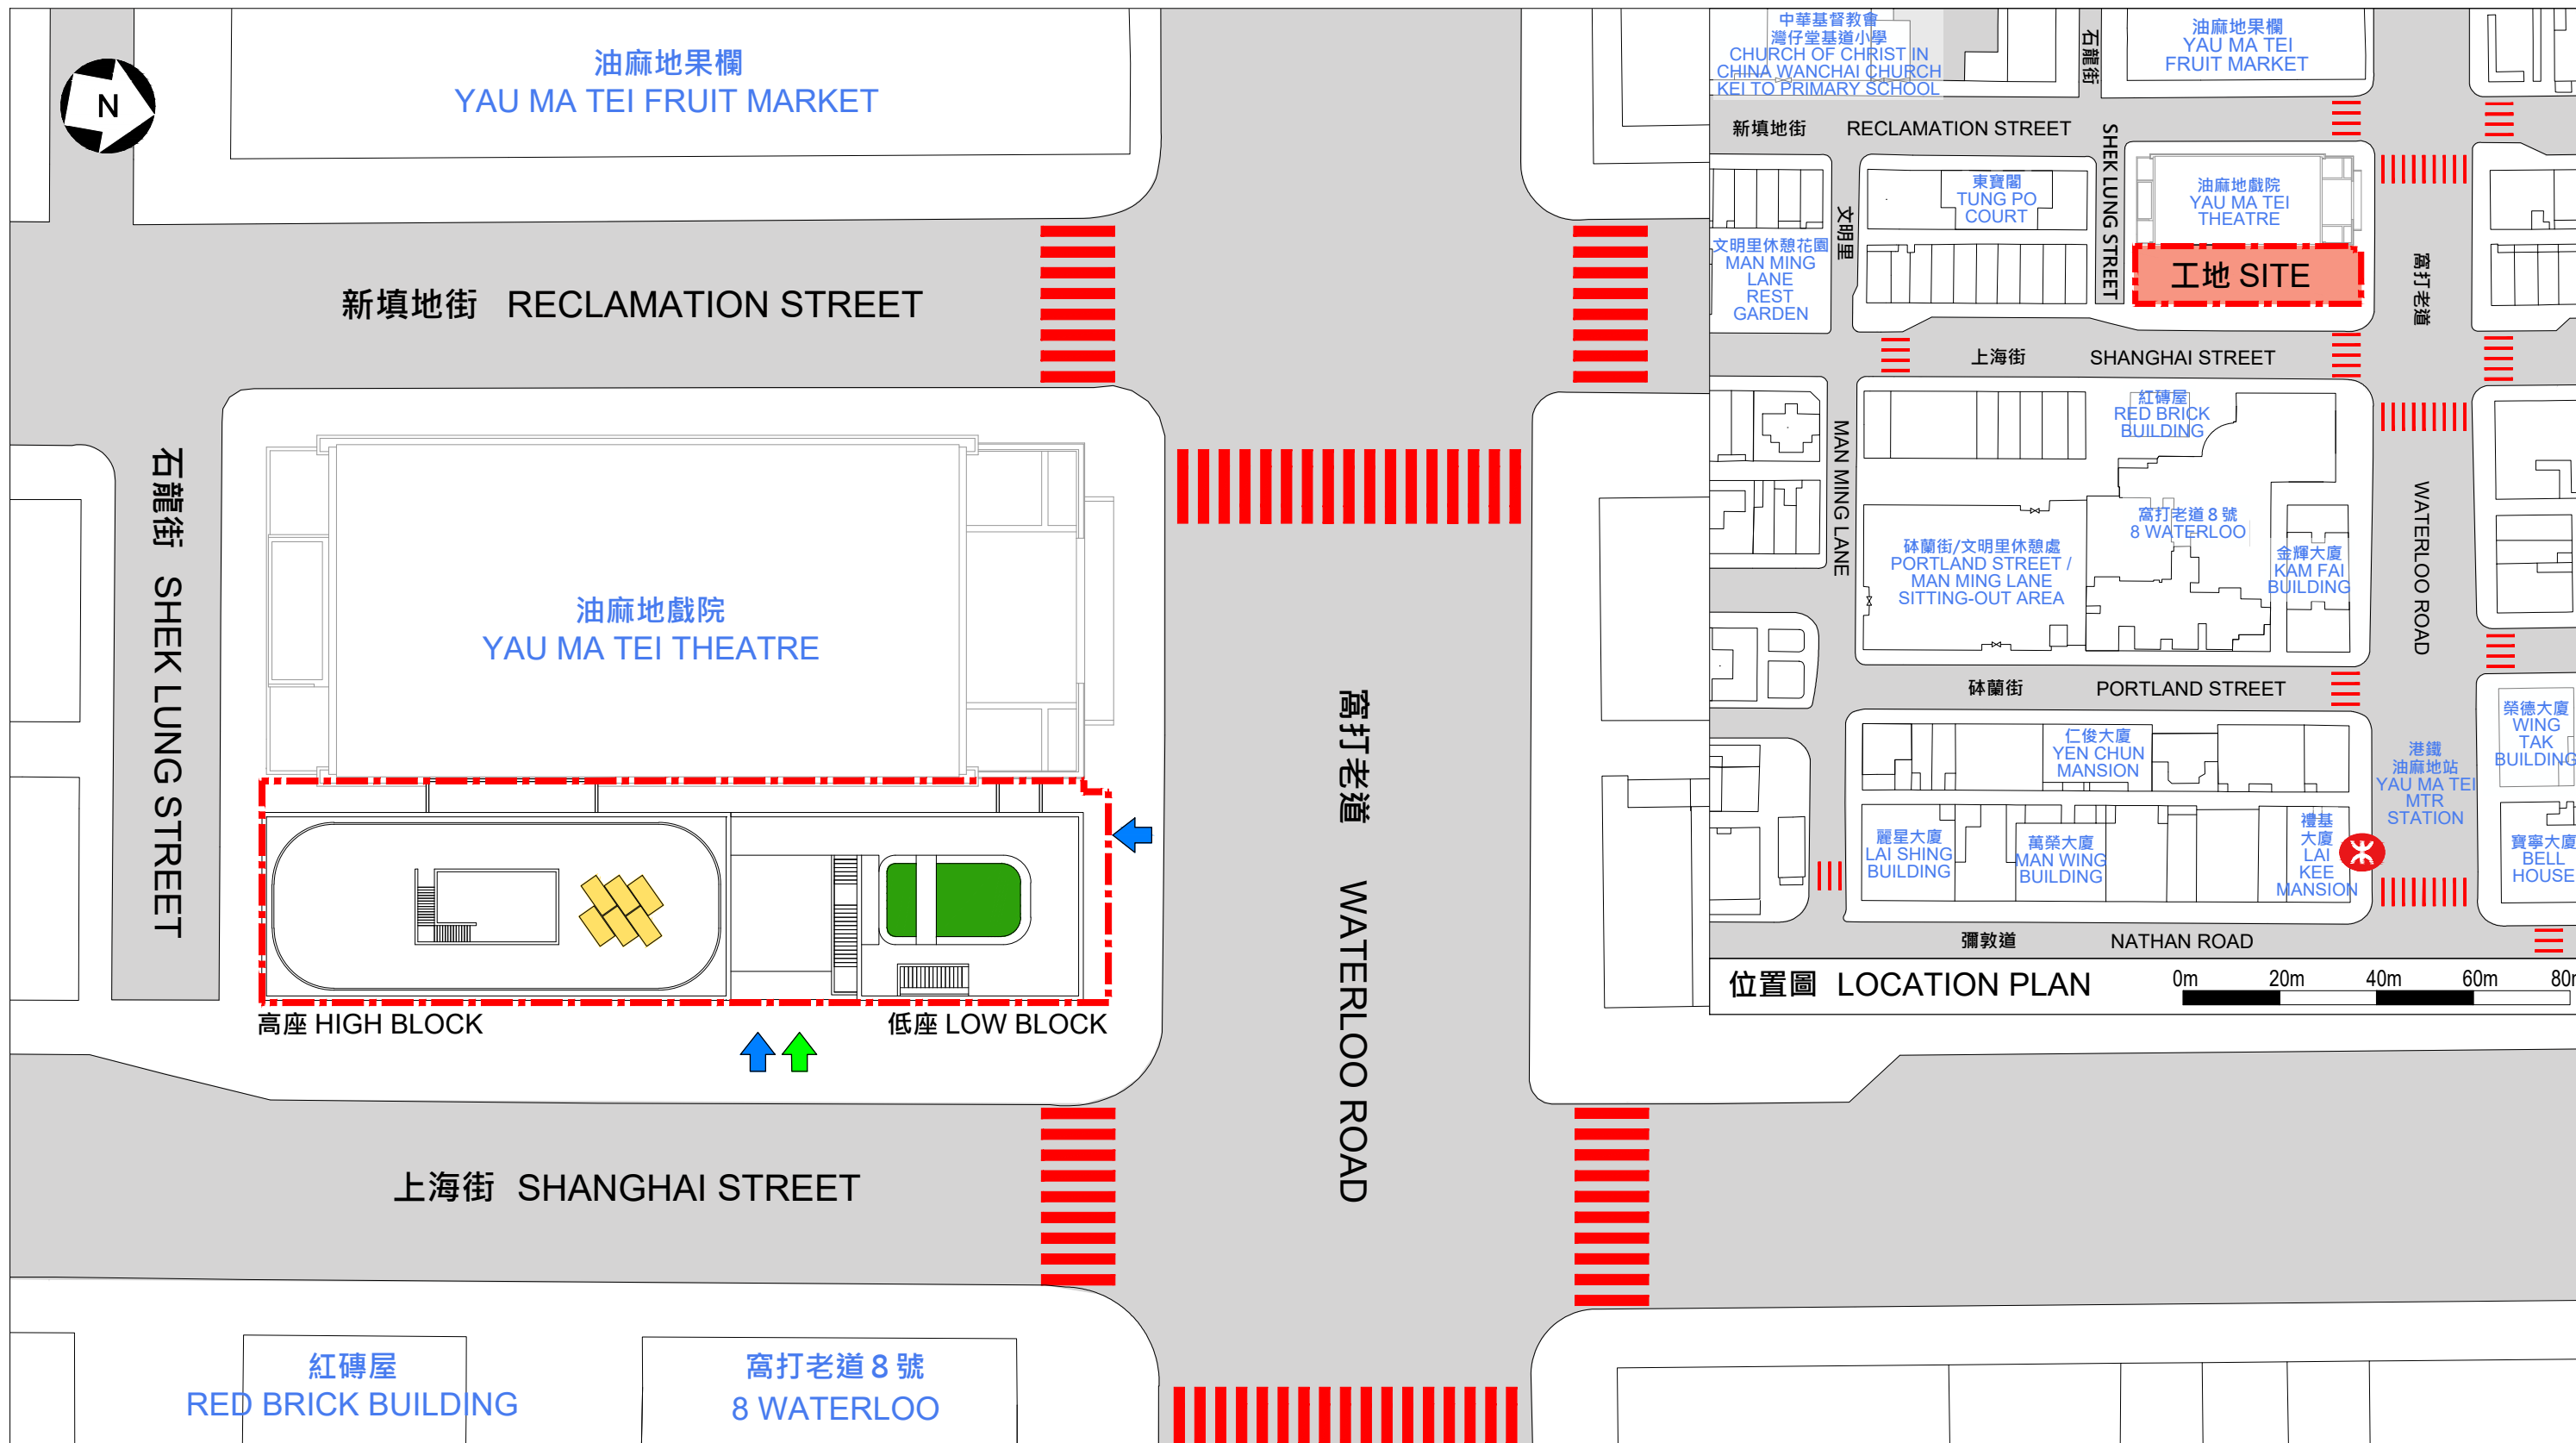 N
油麻地果欄
YAU MA TEI FRUIT MARKET
新填地街 RECLAMATION STREET
石龍街 SHEK LUNG STREET
油麻地戲院
YAU MA TEI THEATRE
窩打老道 WATERLOO ROAD
高座 HIGH BLOCK
低座 LOW BLOCK
上海街 SHANGHAI STREET
紅磚屋
RED BRICK BUILDING
窩打老道 8 號
8 WATERLOO
中華基督教會
灣仔堂基道小學
CHURCH OF CHRIST IN
CHINA WANCHAI CHURCH
KEI TO PRIMARY SCHOOL
石龍街
SHEK LUNG STREET
油麻地果欄
YAU MA TEI
FRUIT MARKET
新填地街 RECLAMATION STREET
東寶閣
TUNG PO
COURT
油麻地戲院
YAU MA TEI
THEATRE
文明里
MAN MING LANE
文明里休憩花園
MAN MING
LANE
REST
GARDEN
工地 SITE
窩打老道
WATERLOO ROAD
上海街 SHANGHAI STREET
紅磚屋
RED BRICK
BUILDING
窩打老道 8 號
8 WATERLOO
砵蘭街/文明里休憩處
PORTLAND STREET /
MAN MING LANE
SITTING-OUT AREA
金輝大廈
KAM FAI
BUILDING
砵蘭街 PORTLAND STREET
仁俊大廈
YEN CHUN
MANSION
港鐵
油麻地站
YAU MA TEI
MTR
STATION
榮德大廈
WING
TAK
BUILDING
麗星大廈
LAI SHING
BUILDING
萬榮大廈
MAN WING
BUILDING
禮基
大廈
LAI
KEE
MANSION
寶寧大廈
BELL
HOUSE
彌敦道 NATHAN ROAD
位置圖 LOCATION PLAN
0m 20m 40m 60m 80m